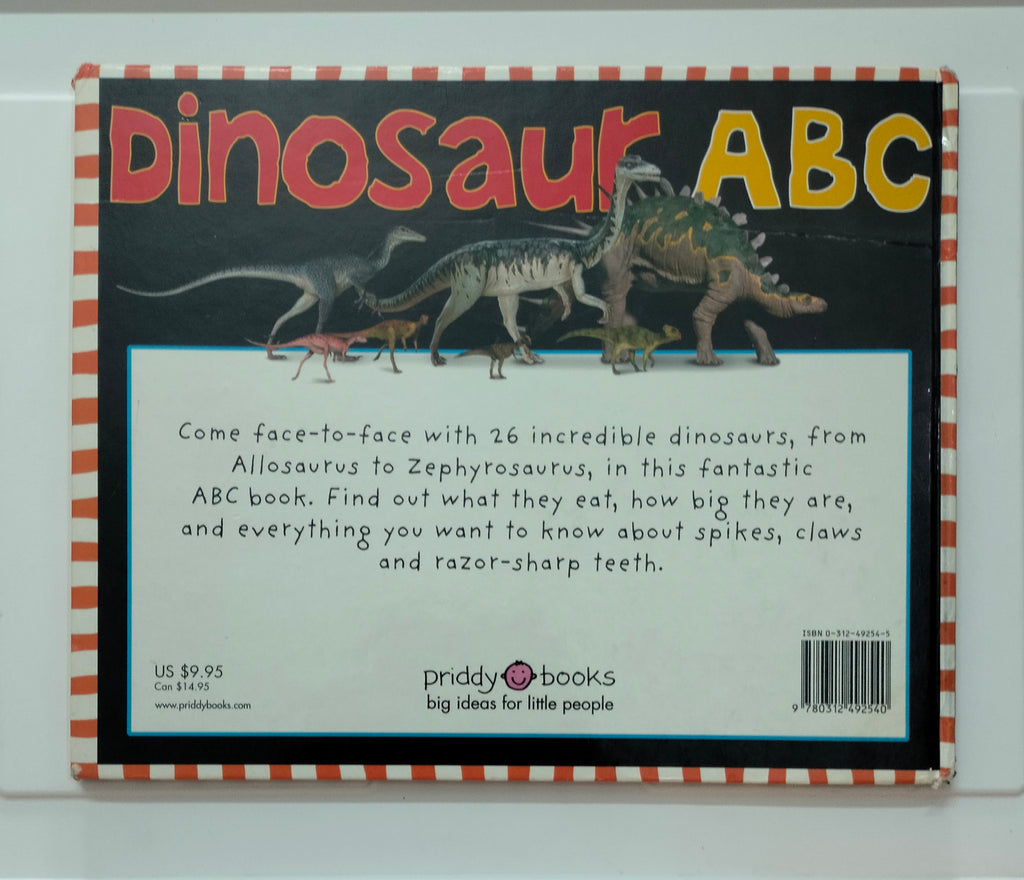 Dinosaur ABC
Come face-to-face with 26 incredible dinosaurs, from
Allosaurus to Zephyrosaurus, in this fantastic
ABC book. Find out what they eat, how big they are,
and everything you want to know about spikes, claws
and razor-sharp teeth.
US $9.95
Can $14.95
www.priddybooks.com
priddy books
big ideas for little people
ISBN 0-312-49254-5
9 780312 492540